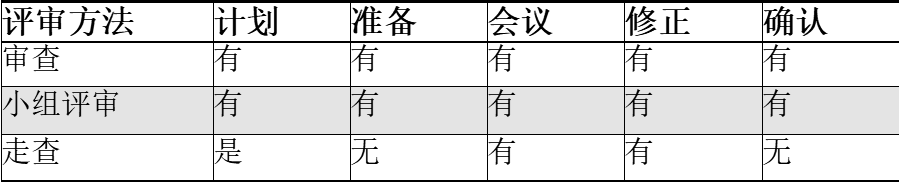 评审方法 计划 准备 会议 修正 确认
审查 有 有 有 有 有
小组评审 有 有 有 有 有
走查 是 无 有 有 无